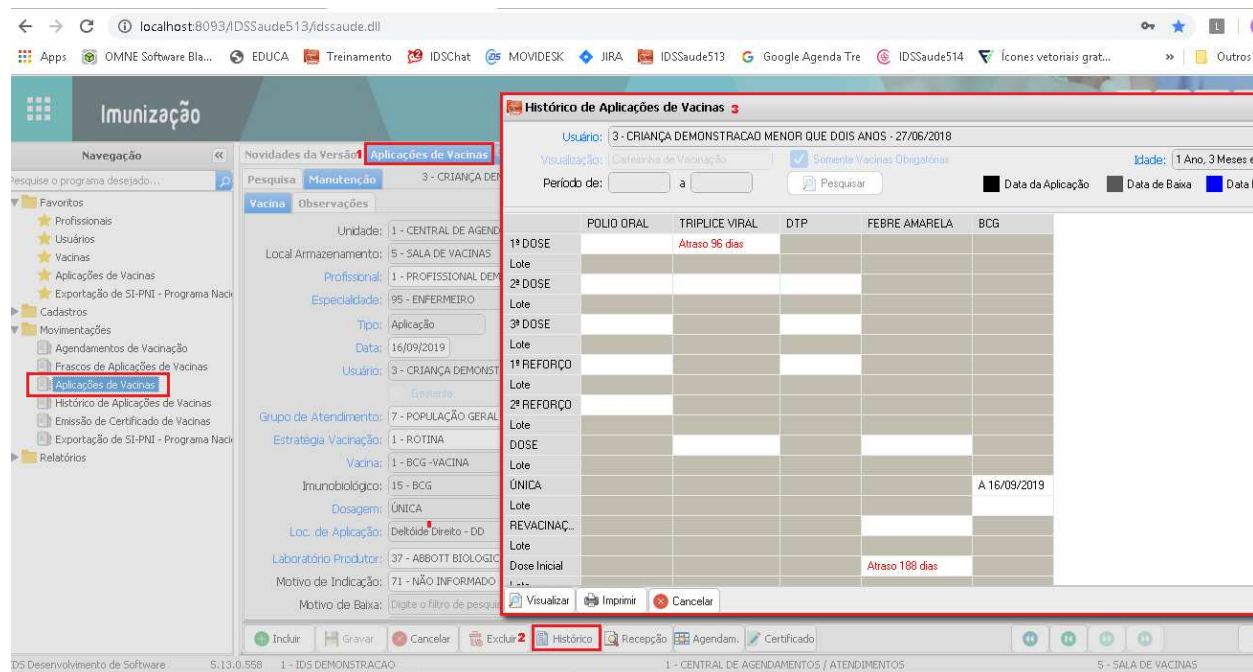 localhost:8093/IDSSaude513/idssaude.dll
Apps OMNE Software Bla... EDUCA Treinamento IDSChat MOVIDESK JIRA IDSSaude513 Google Agenda Tre IDSSaude514 Ícones vetoriais grat... » Outros
Imunização
Navegação «
Pesquise o programa desejado...
Favoritos
Profissionais
Usuários
Vacinas
Aplicações de Vacinas
Exportação de SI-PNI - Programa Naci
Cadastros
Movimentações
Agendamentos de Vacinação
Frascos de Aplicações de Vacinas
Aplicações de Vacinas
Histórico de Aplicações de Vacinas
Emissão de Certificado de Vacinas
Exportação de SI-PNI - Programa Naci
Relatórios
Novidades da Versão 1 Aplicações de Vacinas
Pesquisa Manutenção 3 - CRIANÇA DEM
Vacina Observações
Unidade: 1 - CENTRAL DE AGEND
Local Armazenamento: 5 - SALA DE VACINAS
Profissional: 1 - PROFISSIONAL DEM
Especialidade: 95 - ENFERMEIRO
Tipo: Aplicação
Data: 16/09/2019
Usuário: 3 - CRIANÇA DEMONST
Gestante
Grupo de Atendimento: 7 - POPULAÇÃO GERAL
Estratégia Vacinação: 1 - ROTINA
Vacina: 1 - BCG -VACINA
Imunobiológico: 15 - BCG
Dosagem: ÚNICA
Loc. de Aplicação: Deltóide Direito - DD
Laboratório Produtor: 37 - ABBOTT BIOLOGIC
Motivo de Indicação: 71 - NÃO INFORMADO
Motivo de Baixa: Digite o filtro de pesquis
Histórico de Aplicações de Vacinas 3
Usuário: 3 - CRIANÇA DEMONSTRACAO MENOR QUE DOIS ANOS - 27/06/2018
Visualização: Carteirinha de Vacinação Somente Vacinas Obrigatórias Idade: 1 Ano, 3 Meses e
Período de: a Pesquisar Data da Aplicação Data de Baixa Data
POLIO ORAL TRIPLICE VIRAL DTP FEBRE AMARELA BCG
1ª DOSE Atraso 96 dias
Lote
2ª DOSE
Lote
3ª DOSE
Lote
1º REFORÇO
Lote
2º REFORÇO
Lote
DOSE
Lote
ÚNICA A 16/09/2019
Lote
REVACINAÇ...
Lote
Dose Inicial Atraso 188 dias
Visualizar Imprimir Cancelar
Incluir Gravar Cancelar Excluir 2 Histórico Recepção Agendam. Certificado
IDS Desenvolvimento de Software 5.13.0.558 1 - IDS DEMONSTRACAO 1 - CENTRAL DE AGENDAMENTOS / ATENDIMENTOS 5 - SALA DE VACINAS